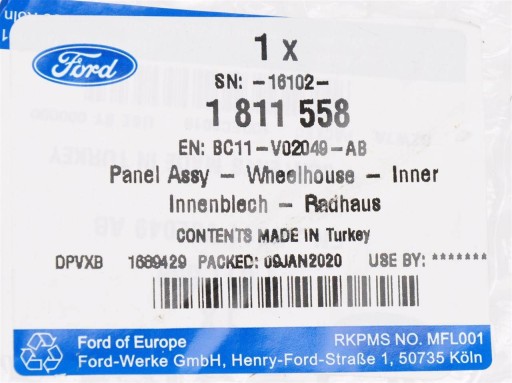 Ford
1 x
SN: -16102-
1 811 558
EN: BC11-V02049-AB
Panel Assy - Wheelhouse - Inner
Innenblech - Radhaus
CONTENTS MADE IN Turkey
DPVXB 1689429 PACKED: 09JAN2020 USE BY: *******
Ford of Europe
RKPMS NO. MFL001
Ford-Werke GmbH, Henry-Ford-Straße 1, 50735 Köln